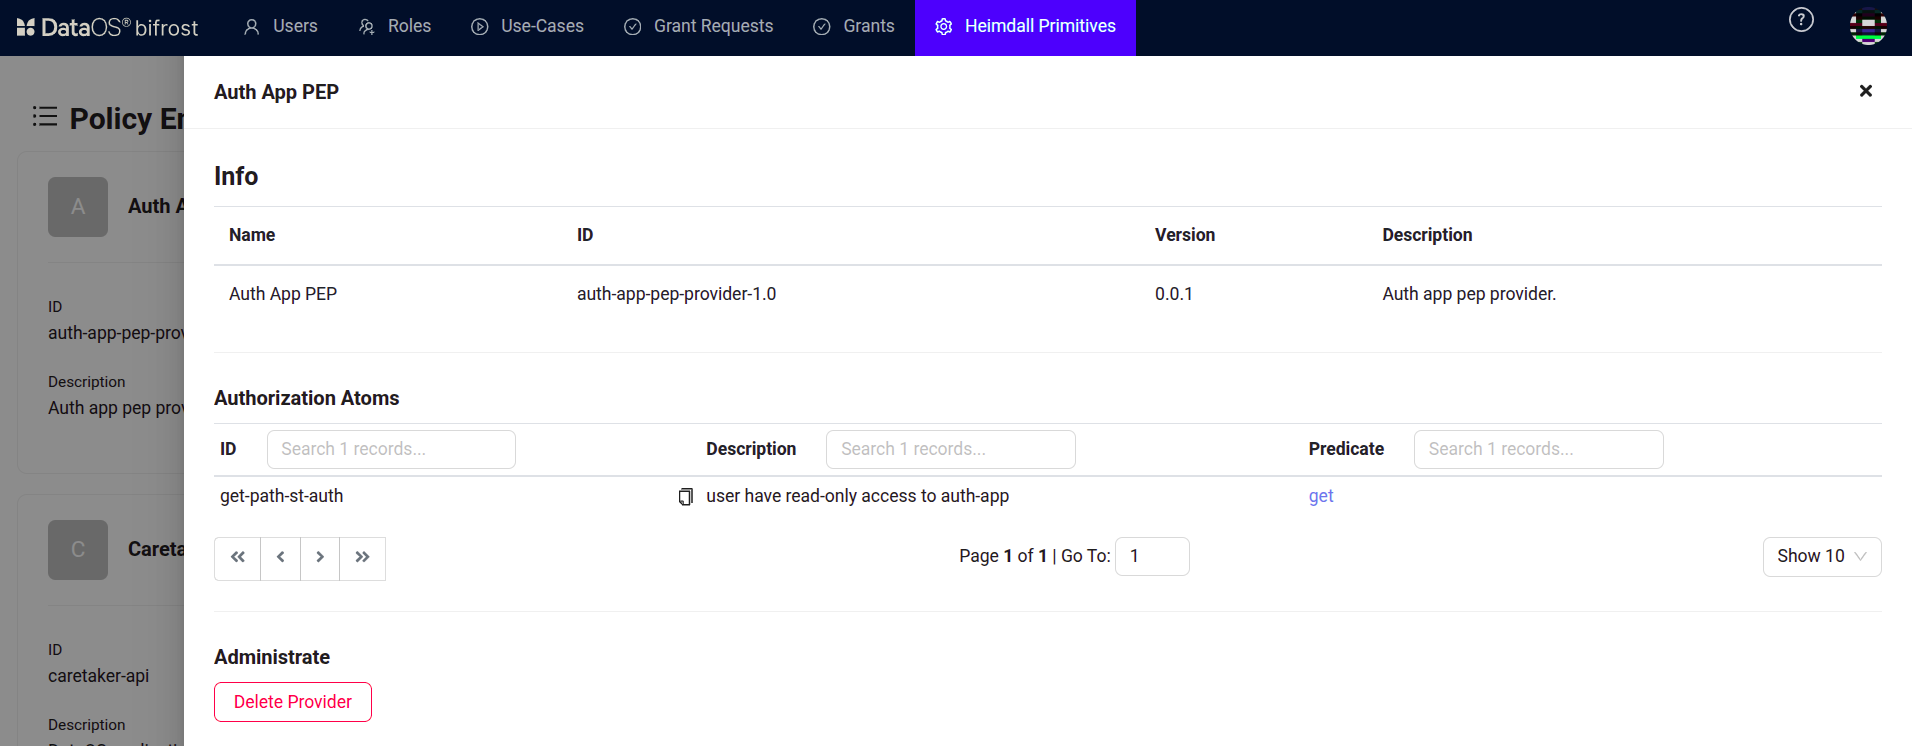 DataOS® bifrost Users Roles Use-Cases Grant Requests Grants Heimdall Primitives ?
Auth App PEP
Policy
Info
A Auth
Name ID Version Description
Auth App PEP auth-app-pep-provider-1.0 0.0.1 Auth app pep provider.
ID
auth-app-pep-prov
Description
Auth app pep prov
Authorization Atoms
ID Search 1 records... Description Search 1 records... Predicate Search 1 records...
get-path-st-auth user have read-only access to auth-app get
C Careta
Page 1 of 1 | Go To: 1 Show 10
ID
caretaker-api
Administrate
Delete Provider
Description